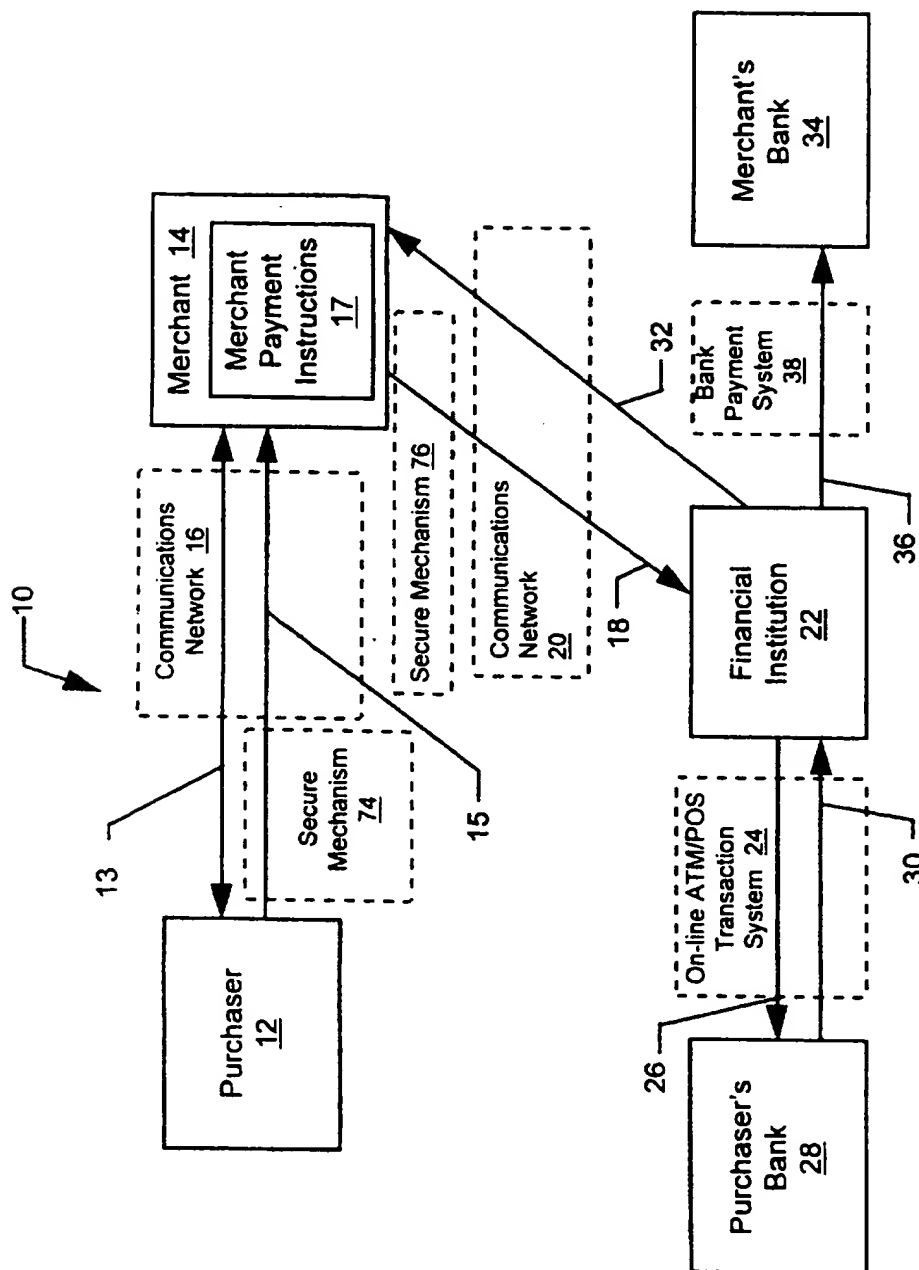 10
Purchaser
12
13
Communications
Network 16
Merchant 14
Merchant
Payment
Instructions
17
Secure
Mechanism
74
15
Secure Mechanism 76
Communications
Network
20
18
32
Purchaser's
Bank
28
26
On-line ATM/POS
Transaction
System 24
30
Financial
Institution
22
36
Bank
Payment
System
38
Merchant's
Bank
34